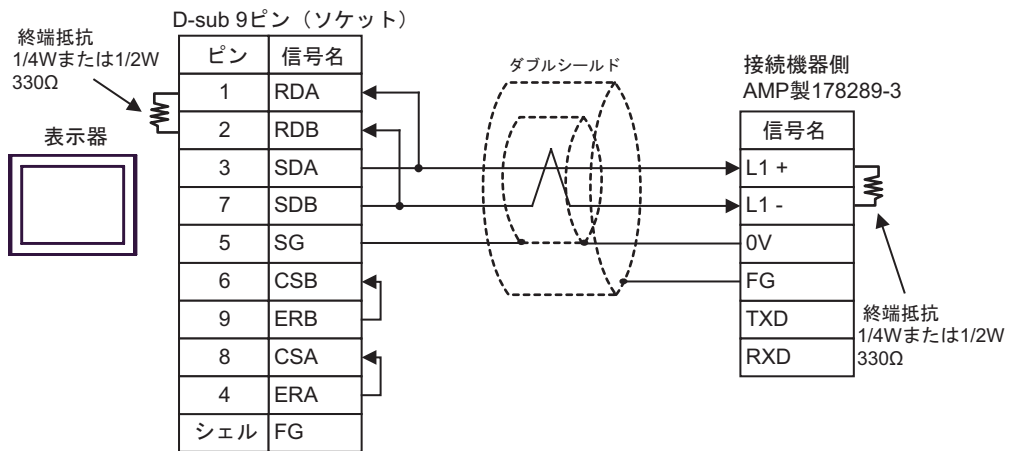 D-sub 9ピン（ソケット）
終端抵抗
1/4Wまたは1/2W
330Ω
表示器
ピン 信号名
1 RDA
2 RDB
3 SDA
7 SDB
5 SG
6 CSB
9 ERB
8 CSA
4 ERA
シェル FG
ダブルシールド
接続機器側
AMP製178289-3
信号名
L1 +
L1 -
0V
FG
TXD
RXD
終端抵抗
1/4Wまたは1/2W
330Ω